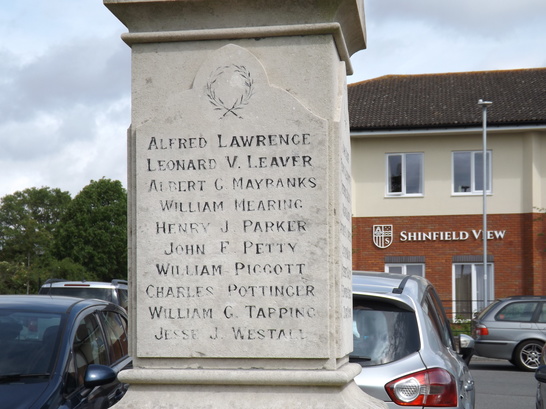 ALFRED LAWRENCE
LEONARD V. LEAVER
ALBERT G MAYBANKS
WILLIAM MEARING
HENRY J PARKER
JOHN F PETTY
WILLIAM PIGGOTT
CHARLES POTTINGER
WILLIAM G. TAPPING
JESSE J. WESTALL
SHINFIELD VIEW